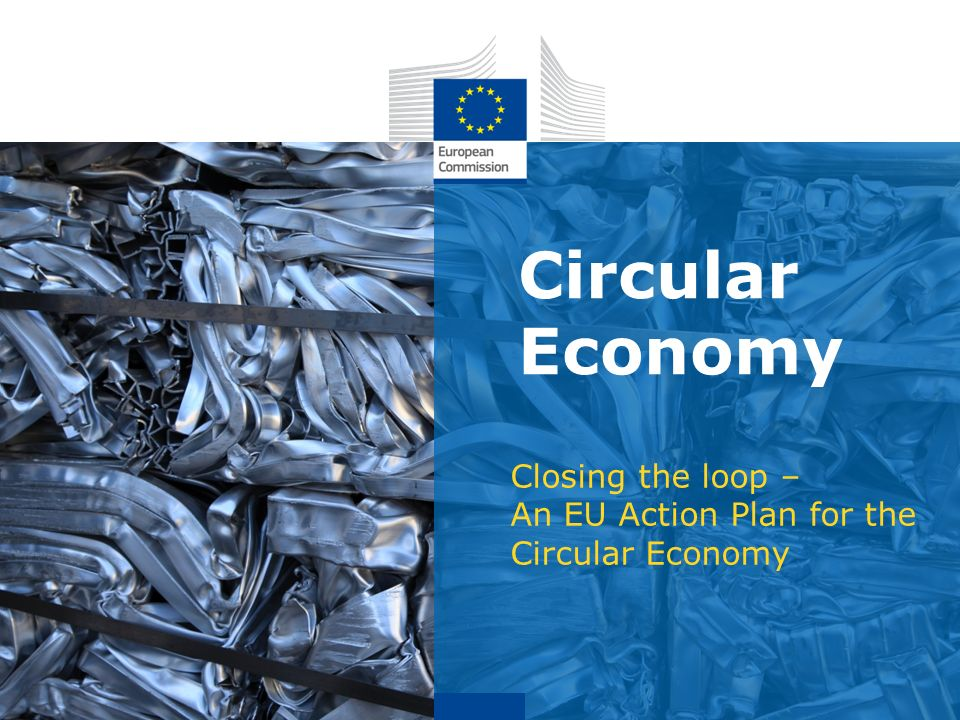 European
Commission
Circular
Economy
Closing the loop –
An EU Action Plan for the
Circular Economy